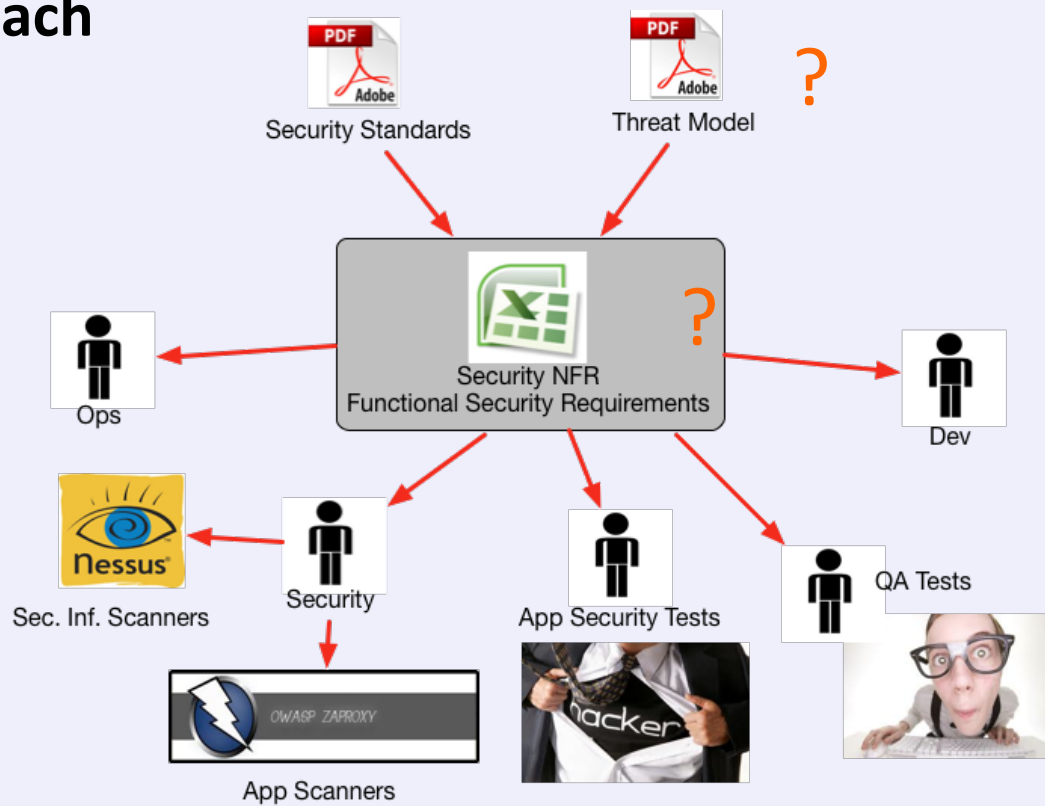 ach
PDF
Adobe
Security Standards
PDF
Adobe
Threat Model
?
?
Security NFR
Functional Security Requirements
Ops
Dev
Nessus®
Sec. Inf. Scanners
Security
App Security Tests
QA Tests
OWASP ZAPROXY
hacker
App Scanners